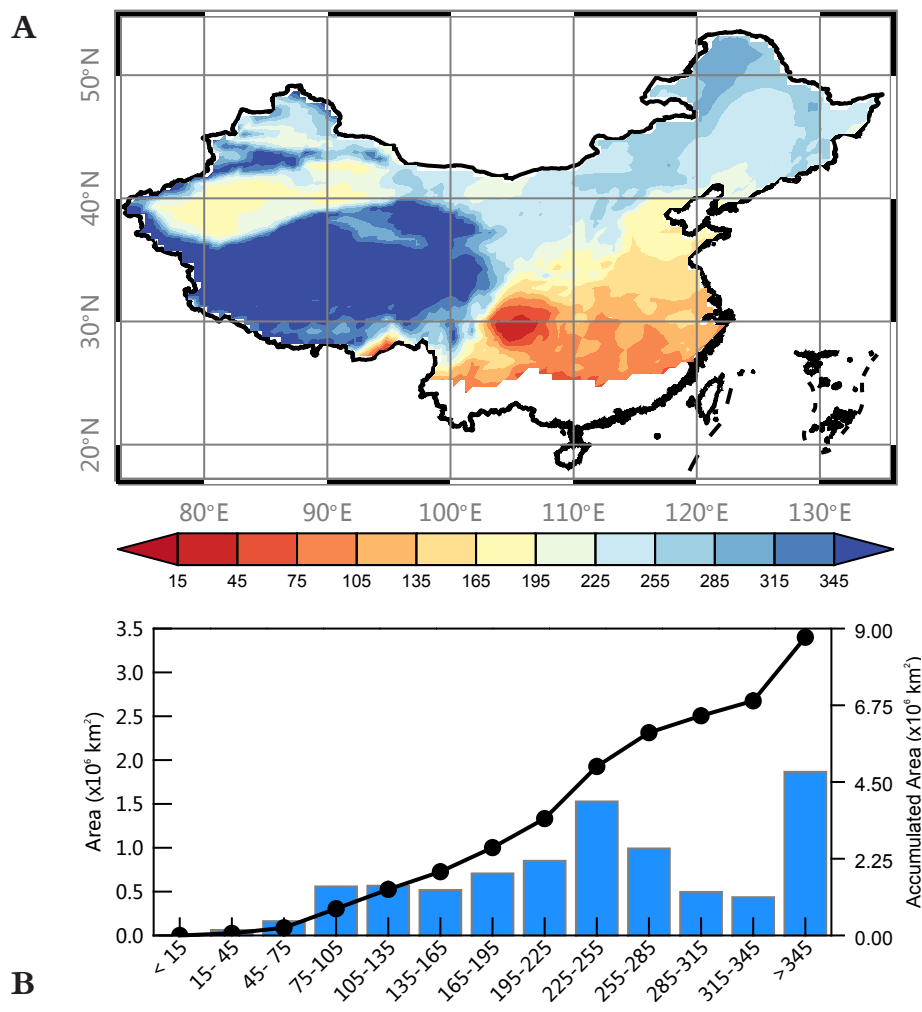 A
50°N
40°N
30°N
20°N
80°E 90°E 100°E 110°E 120°E 130°E
15 45 75 105 135 165 195 225 255 285 315 345
3.5
3.0
2.5
2.0
1.5
1.0
0.5
0.0
Area (x10⁶ km²)
9.00
6.75
4.50
2.25
0.00
Accumulated Area (x10⁶ km²)
< 15 15- 45 45- 75 75-105 105-135 135-165 165-195 195-225 225-255 255-285 285-315 315-345 >345
B